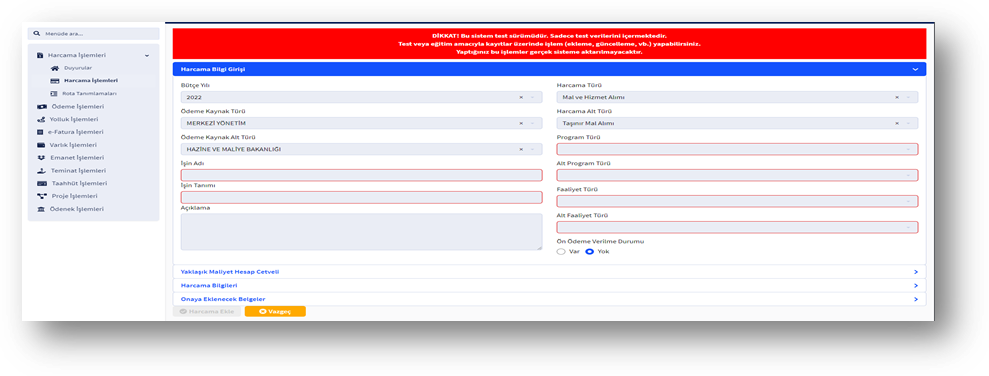 Menüde ara...
Harcama İşlemleri
Duyurular
Harcama İşlemleri
Rota Tanımlamaları
Ödeme İşlemleri
Yolluk İşlemleri
e-Fatura İşlemleri
Varlık İşlemleri
Emanet İşlemleri
Teminat İşlemleri
Taahhüt İşlemleri
Proje İşlemleri
Ödenek İşlemleri
DİKKAT! Bu sistem test sürümüdür. Sadece test verilerini içermektedir.
Test veya eğitim amacıyla kayıtlar üzerinde işlem (ekleme, güncelleme, vb.) yapabilirsiniz.
Yaptığınız bu işlemler gerçek sisteme aktarılmayacaktır.
Harcama Bilgi Girişi
Bütçe Yılı
2022
Ödeme Kaynak Türü
MERKEZİ YÖNETİM
Ödeme Kaynak Alt Türü
HAZİNE VE MALİYE BAKANLIĞI
İşin Adı
İşin Tanımı
Açıklama
Harcama Türü
Mal ve Hizmet Alımı
Harcama Alt Türü
Taşınır Mal Alımı
Program Türü
Alt Program Türü
Faaliyet Türü
Alt Faaliyet Türü
Ön Ödeme Verilme Durumu
Var Yok
Yaklaşık Maliyet Hesap Cetveli
Harcama Bilgileri
Onaya Eklenecek Belgeler
Harcama Ekle Vazgeç